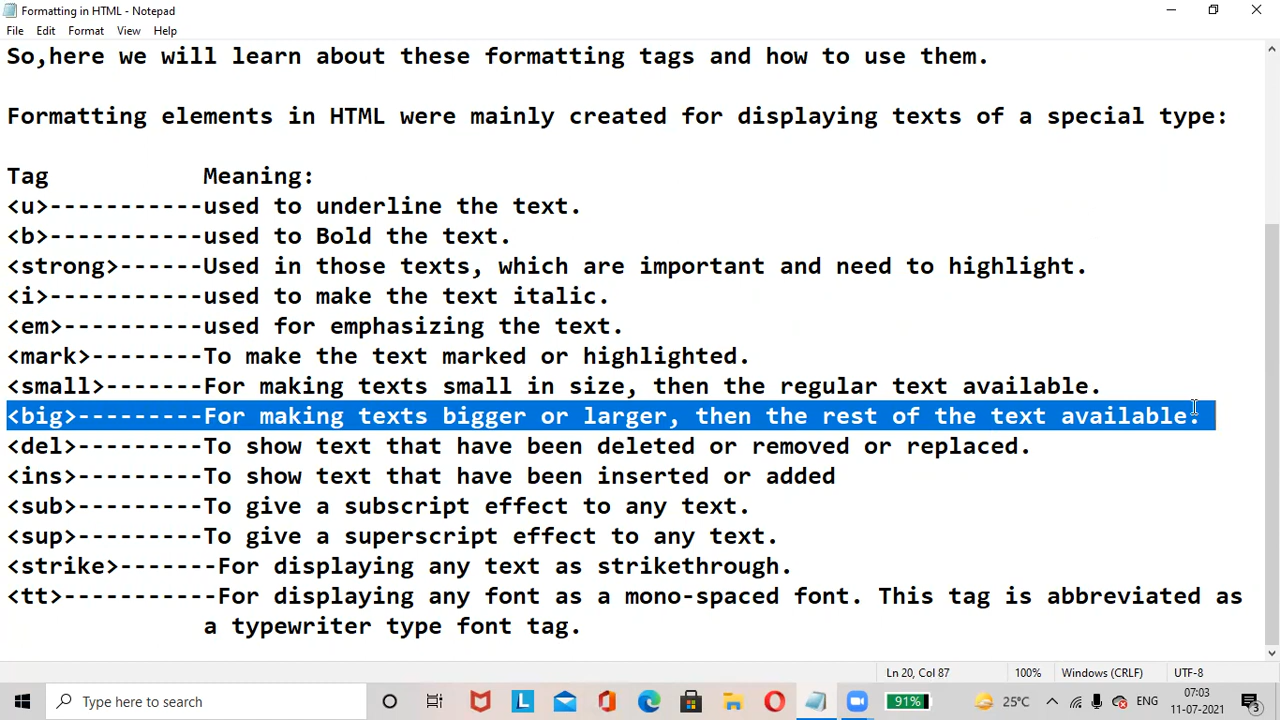 Formatting in HTML - Notepad
File Edit Format View Help
So,here we will learn about these formatting tags and how to use them.
Formatting elements in HTML were mainly created for displaying texts of a special type:
Tag Meaning:
<u>-----------used to underline the text.
<b>-----------used to Bold the text.
<strong>------Used in those texts, which are important and need to highlight.
<i>-----------used to make the text italic.
<em>----------used for emphasizing the text.
<mark>--------To make the text marked or highlighted.
<small>-------For making texts small in size, then the regular text available.
<big>---------For making texts bigger or larger, then the rest of the text available.
<del>---------To show text that have been deleted or removed or replaced.
<ins>---------To show text that have been inserted or added
<sub>---------To give a subscript effect to any text.
<sup>---------To give a superscript effect to any text.
<strike>-------For displaying any text as strikethrough.
<tt>-----------For displaying any font as a mono-spaced font. This tag is abbreviated as
a typewriter type font tag.
Ln 20, Col 87 100% Windows (CRLF) UTF-8
Type here to search L 91% 25°C ENG 07:03
11-07-2021 3